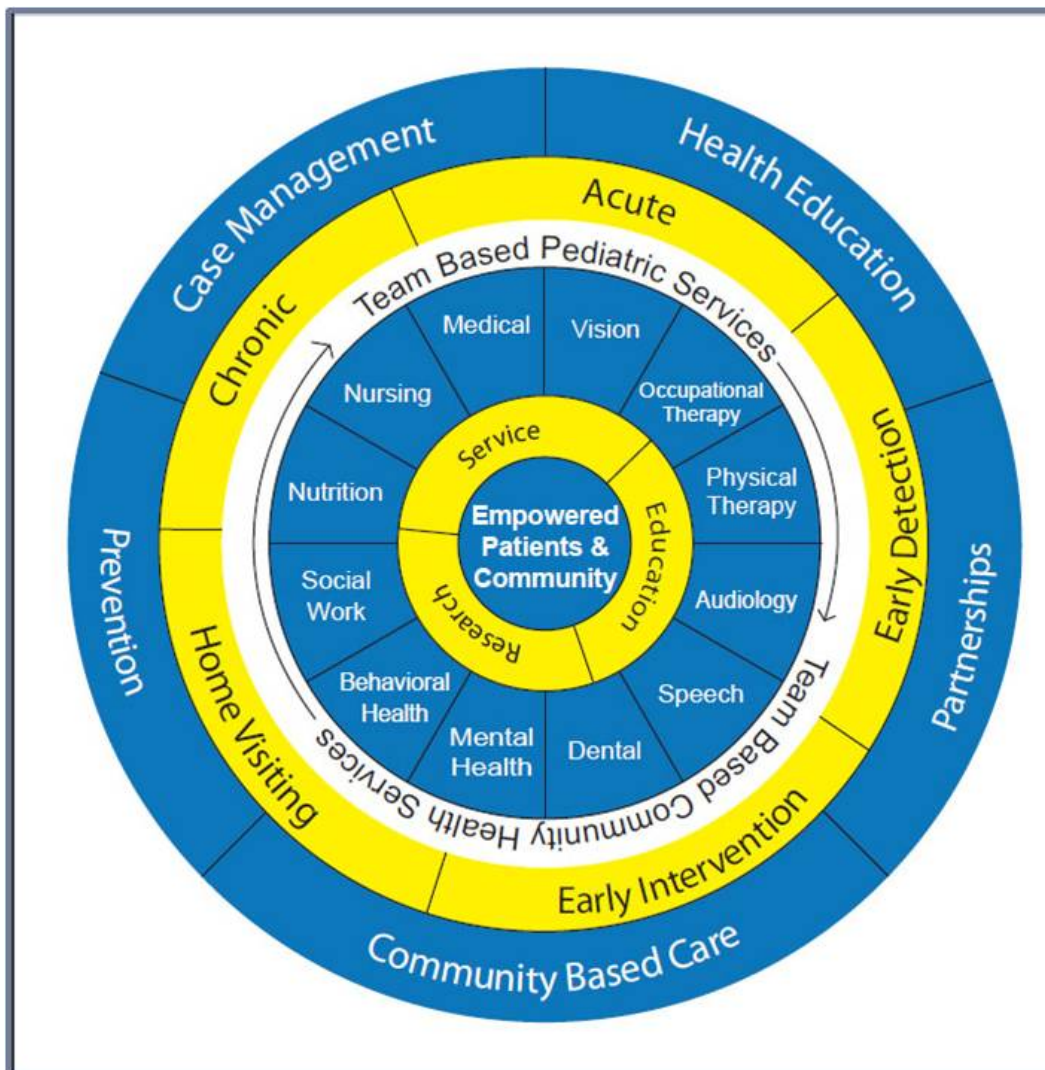 Case Management
Health Education
Partnerships
Community Based Care
Prevention
Acute
Early Detection
Early Intervention
Home Visiting
Chronic
Team Based Pediatric Services
Team Based Community Health Services
Medical
Vision
Occupational
Therapy
Physical
Therapy
Audiology
Speech
Dental
Mental
Health
Behavioral
Health
Social
Work
Nutrition
Nursing
Service
Education
Research
Empowered
Patients &
Community